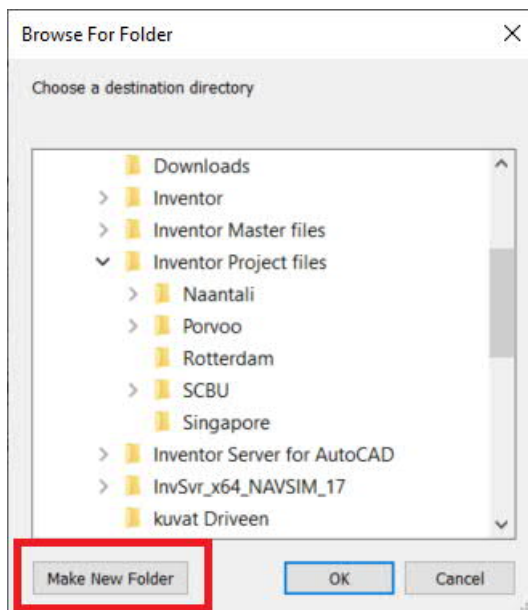 Browse For Folder
Choose a destination directory
Downloads
Inventor
Inventor Master files
Inventor Project files
Naantali
Porvoo
Rotterdam
SCBU
Singapore
Inventor Server for AutoCAD
InvSvr_x64_NAVSIM_17
kuvat Driveen
Make New Folder OK Cancel